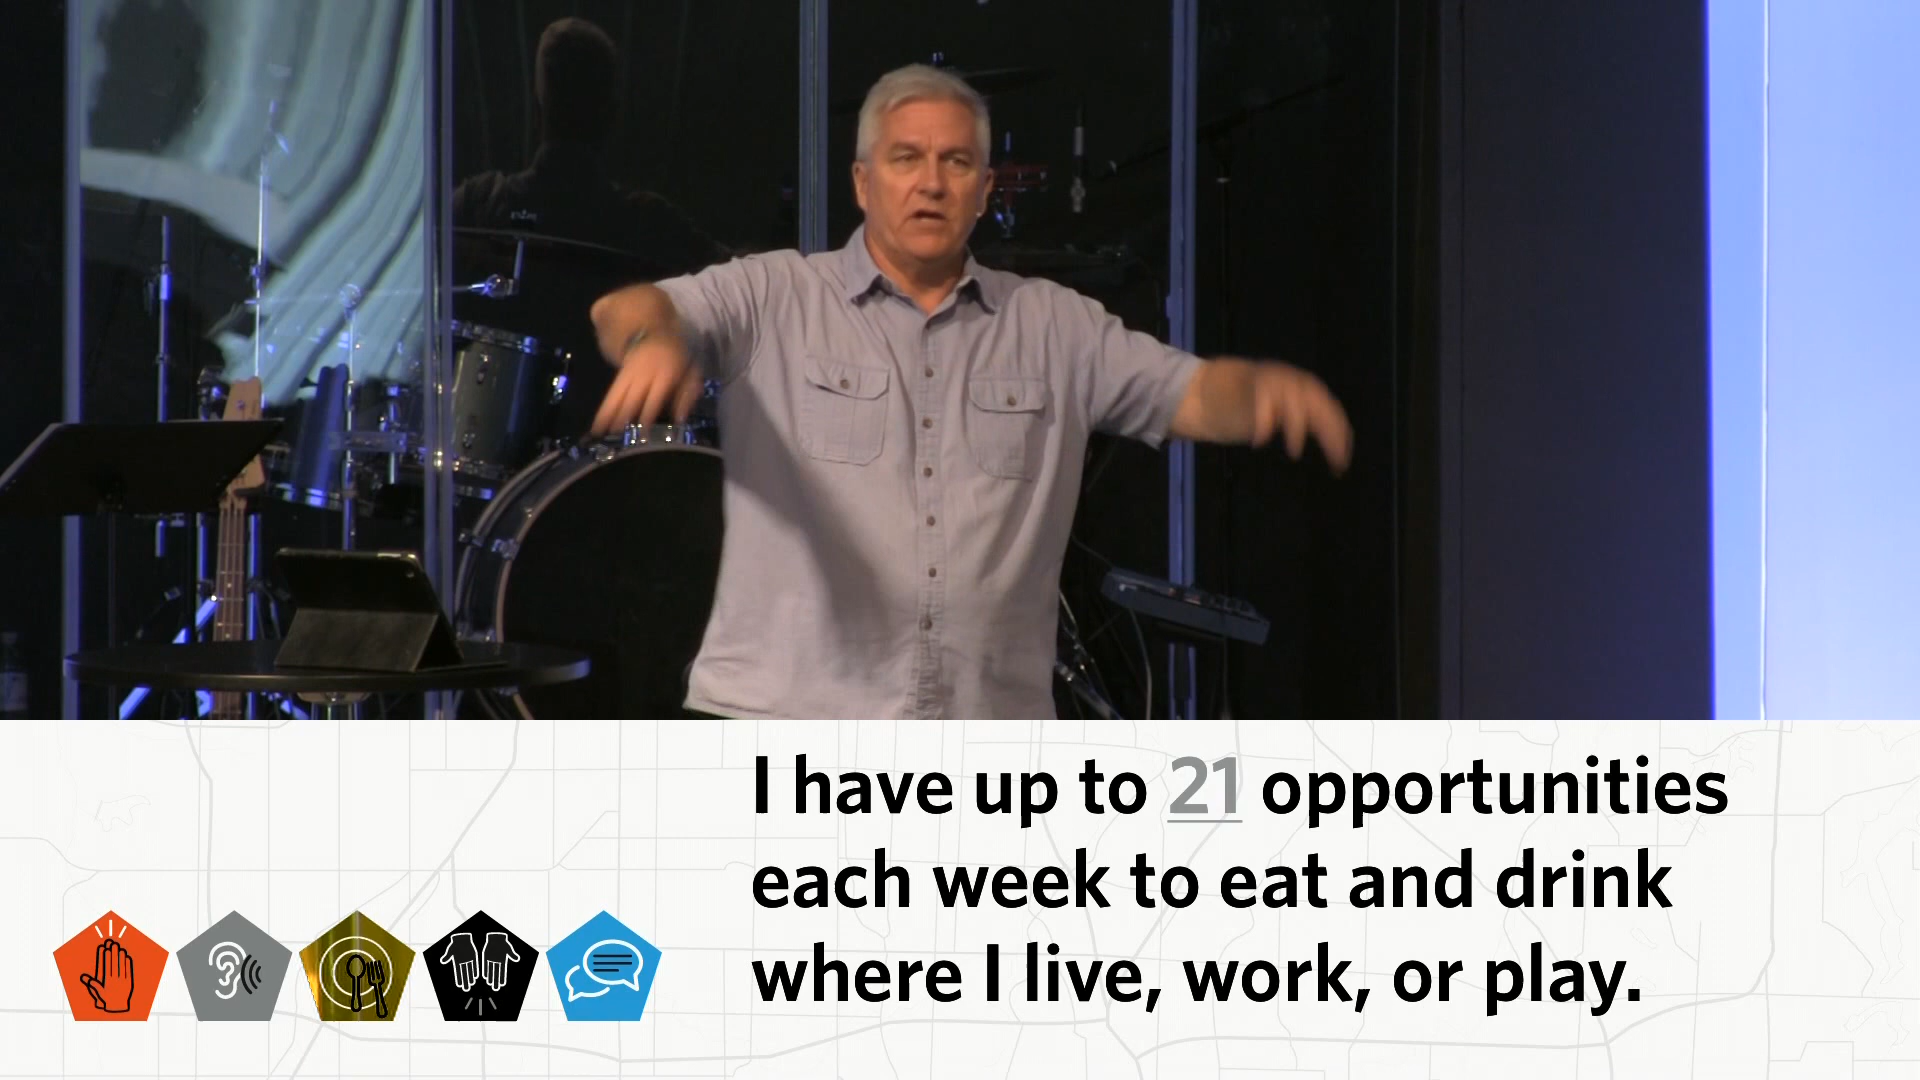 I have up to 21 opportunities
each week to eat and drink
where I live, work, or play.